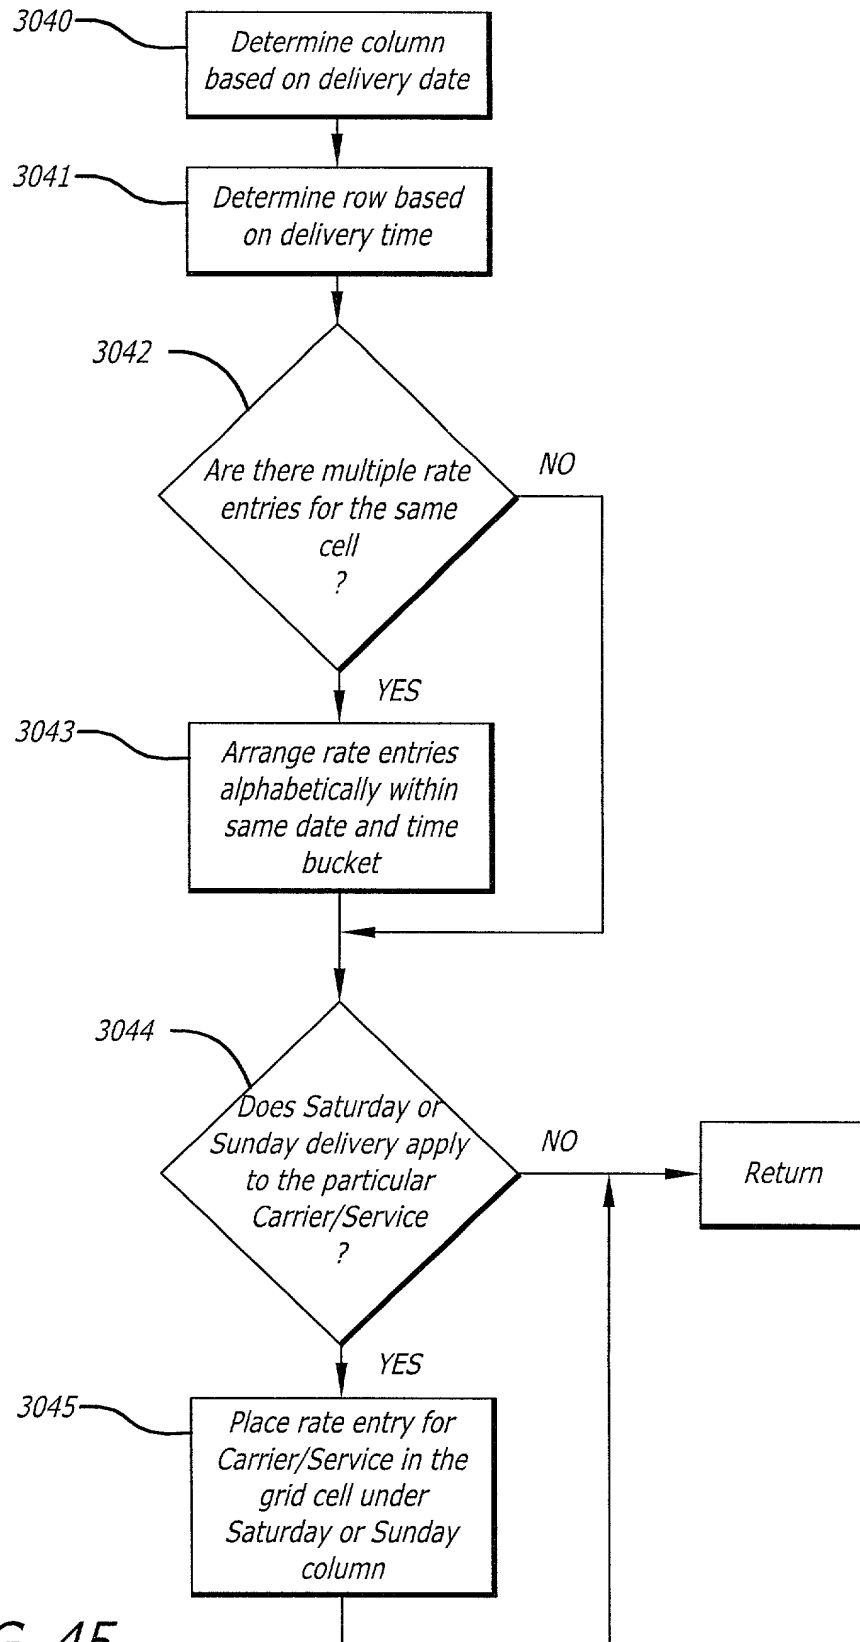 3040
Determine column
based on delivery date
3041
Determine row based
on delivery time
3042
Are there multiple rate
entries for the same
cell
?
NO
YES
3043
Arrange rate entries
alphabetically within
same date and time
bucket
3044
Does Saturday or
Sunday delivery apply
to the particular
Carrier/Service
?
NO
Return
YES
3045
Place rate entry for
Carrier/Service in the
grid cell under
Saturday or Sunday
column
G. 45